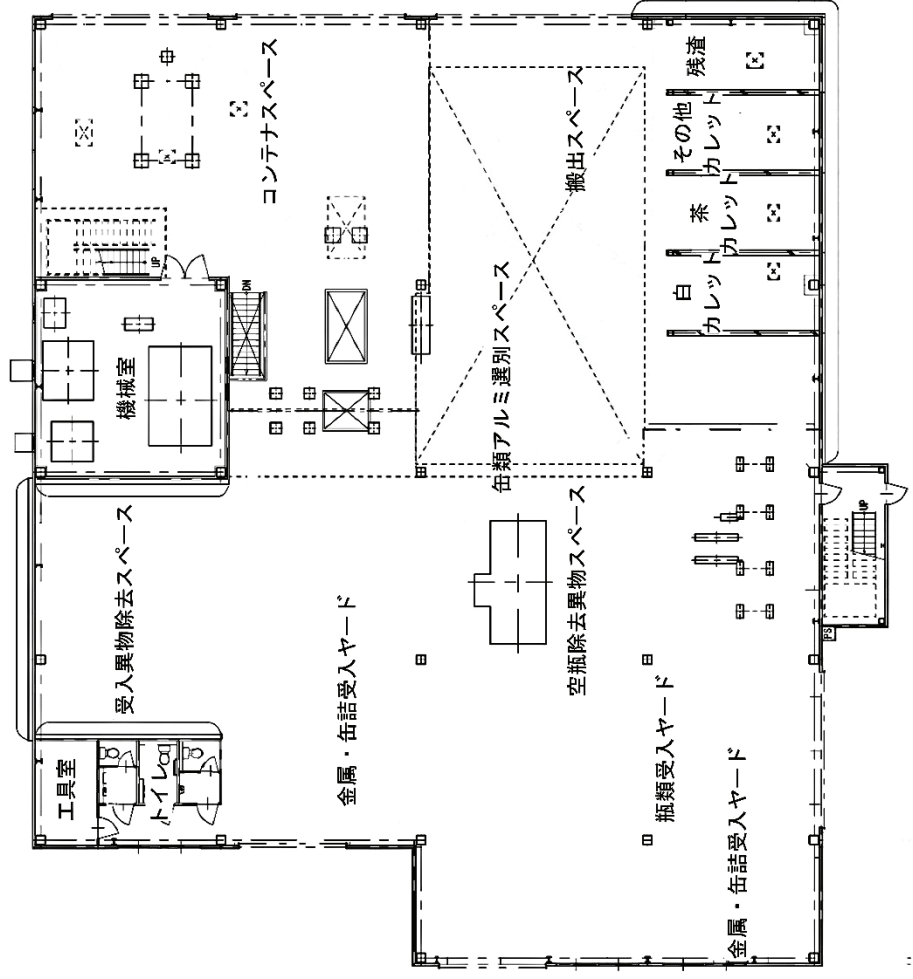 工具室
トイレ
受入異物除去スペース
機械室
UP
DN
コンテナスペース
金属・缶詰受入ヤード
缶類アルミ選別スペース
空瓶除去異物スペース
搬出スペース
瓶類受入ヤード
金属・缶詰受入ヤード
白
カレット
茶
カレット
その他
カレット
残渣
PS
UP